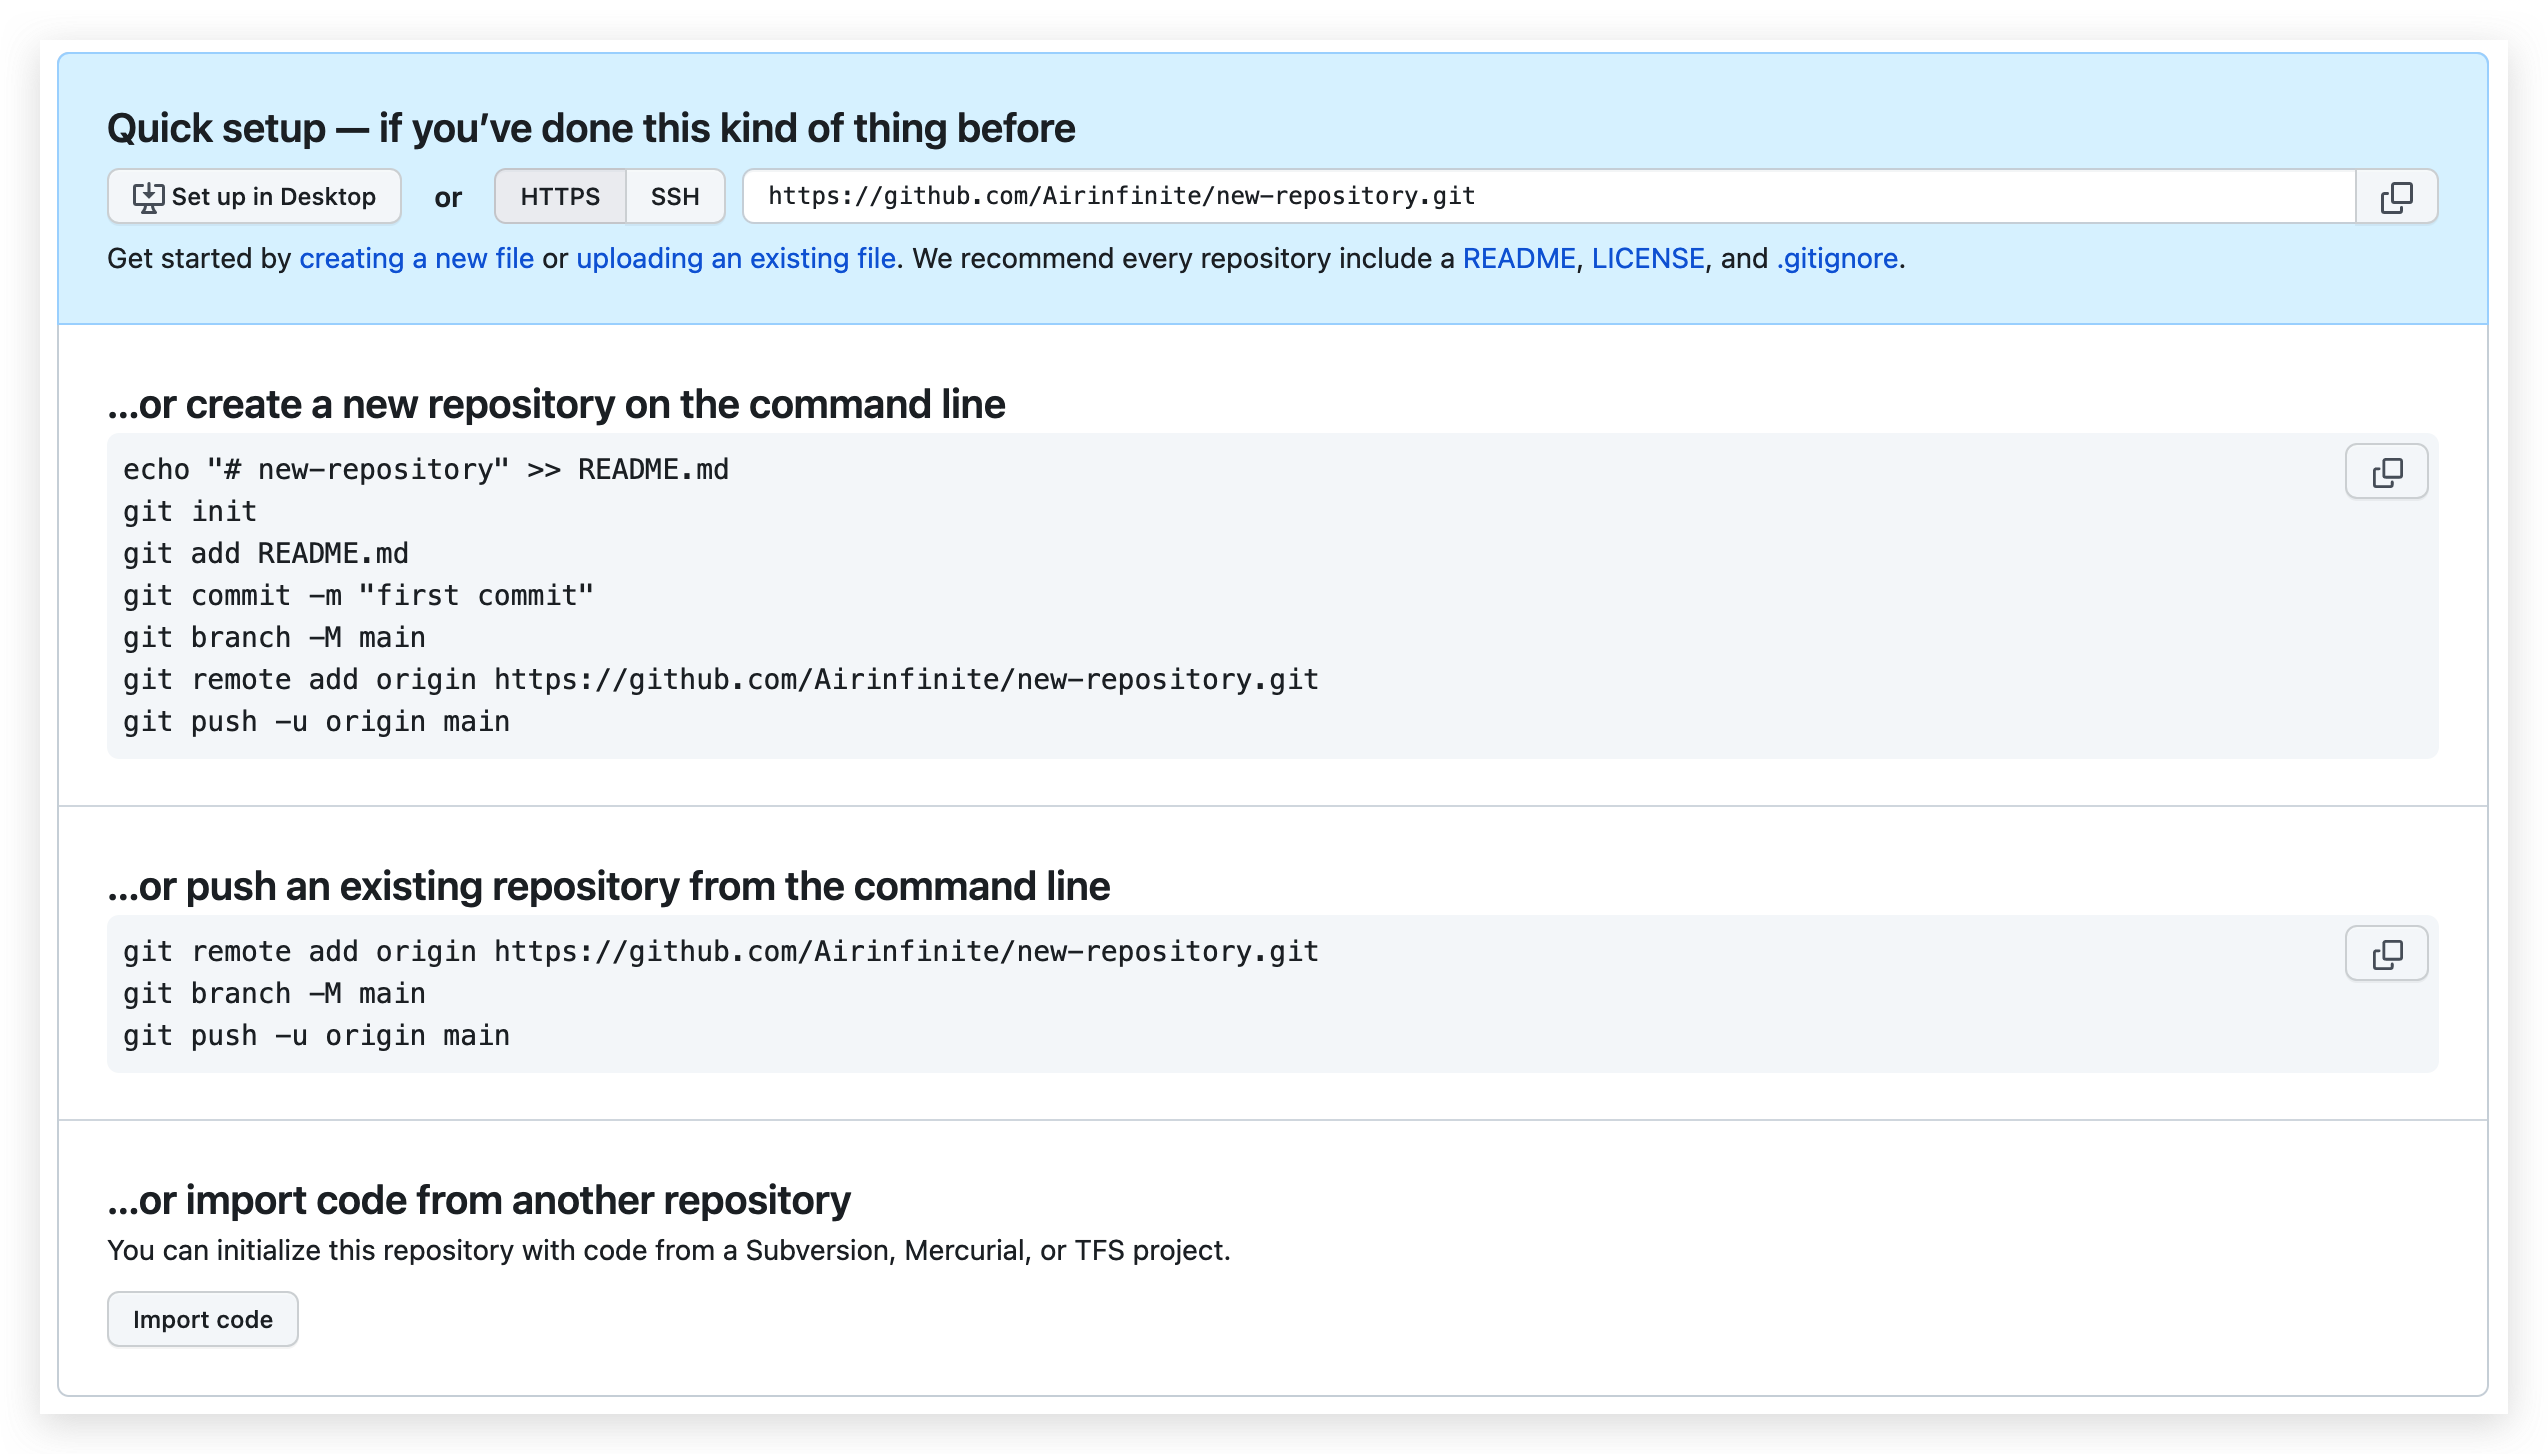 Quick setup — if you’ve done this kind of thing before
Set up in Desktop or HTTPS SSH https://github.com/Airinfinite/new-repository.git
Get started by creating a new file or uploading an existing file. We recommend every repository include a README, LICENSE, and .gitignore.
…or create a new repository on the command line
echo "# new-repository" >> README.md
git init
git add README.md
git commit -m "first commit"
git branch -M main
git remote add origin https://github.com/Airinfinite/new-repository.git
git push -u origin main
…or push an existing repository from the command line
git remote add origin https://github.com/Airinfinite/new-repository.git
git branch -M main
git push -u origin main
…or import code from another repository
You can initialize this repository with code from a Subversion, Mercurial, or TFS project.
Import code